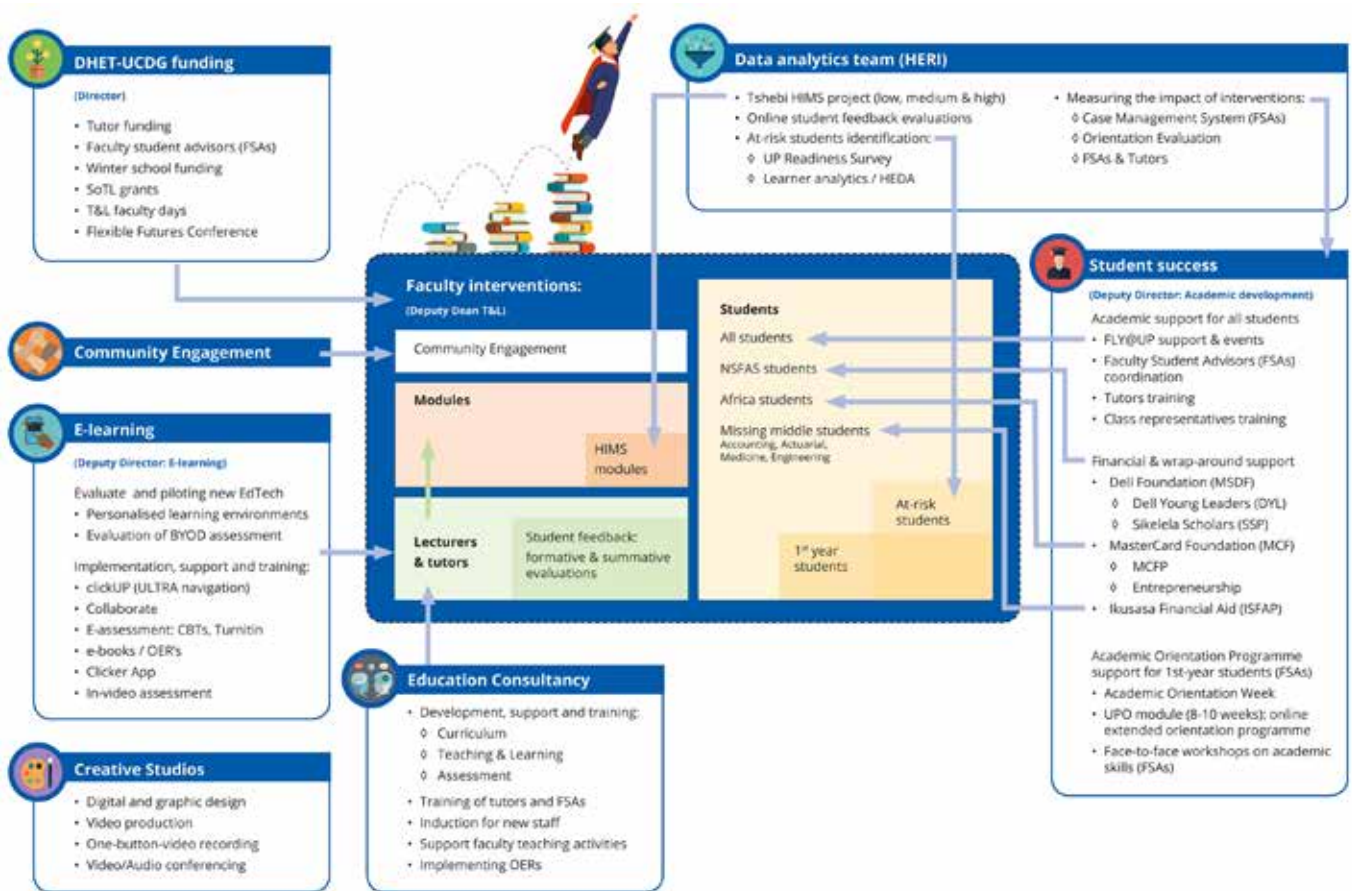 DHET-UCDG funding
(Director)
• Tutor funding
• Faculty student advisors (FSAs)
• Winter school funding
• SoTL grants
• T&L faculty days
• Flexible Futures Conference
Data analytics team (HERI)
• Tshebi HIMS project (low, medium & high)
• Online student feedback evaluations
• At-risk students identification:
◊ UP Readiness Survey
◊ Learner analytics / HEDA
• Measuring the impact of interventions:
◊ Case Management System (FSAs)
◊ Orientation Evaluation
◊ FSAs & Tutors
Community Engagement
E-learning
(Deputy Director: E-learning)
Evaluate and piloting new EdTech
• Personalised learning environments
• Evaluation of BYOD assessment
Implementation, support and training:
• clickUP (ULTRA navigation)
• Collaborate
• E-assessment: CBTs, Turnitin
• e-books / OER's
• Clicker App
• In-video assessment
Creative Studios
• Digital and graphic design
• Video production
• One-button-video recording
• Video/Audio conferencing
Faculty interventions:
(Deputy Dean T&L)
Community Engagement
Modules
HIMS
modules
Lecturers
& tutors
Student feedback:
formative & summative
evaluations
Students
All students
NSFAS students
Africa students
Missing middle students
Accounting, Actuarial,
Medicine, Engineering
At-risk
students
1st year
students
Education Consultancy
• Development, support and training:
◊ Curriculum
◊ Teaching & Learning
◊ Assessment
• Training of tutors and FSAs
• Induction for new staff
• Support faculty teaching activities
• Implementing OERs
Student success
(Deputy Director: Academic development)
Academic support for all students
• FLY@UP support & events
• Faculty Student Advisors (FSAs)
coordination
• Tutors training
• Class representatives training
Financial & wrap-around support
• Dell Foundation (MSDF)
◊ Dell Young Leaders (DYL)
◊ Sikelela Scholars (SSP)
• MasterCard Foundation (MCF)
◊ MCFP
◊ Entrepreneurship
• Ikusasa Financial Aid (ISFAP)
Academic Orientation Programme
support for 1st-year students (FSAs)
• Academic Orientation Week
• UPO module (8-10 weeks): online
extended orientation programme
• Face-to-face workshops on academic
skills (FSAs)